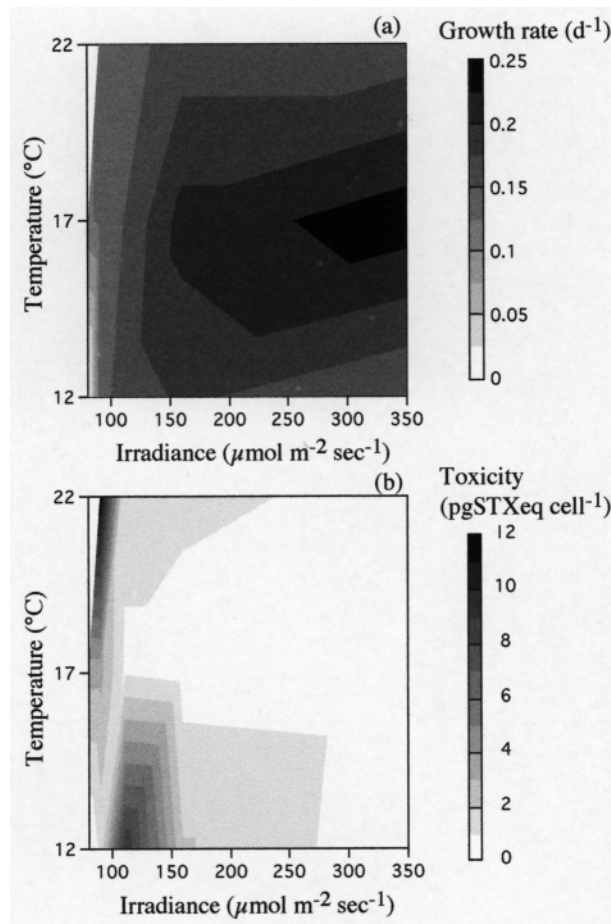 (a)
Growth rate (d⁻¹)
22
17
12
Temperature (°C)
100 150 200 250 300 350
Irradiance (µmol m⁻² sec⁻¹)
0.25
0.2
0.15
0.1
0.05
0
(b)
Toxicity
(pgSTXeq cell⁻¹)
22
17
12
Temperature (°C)
100 150 200 250 300 350
Irradiance (µmol m⁻² sec⁻¹)
12
10
8
6
4
2
0